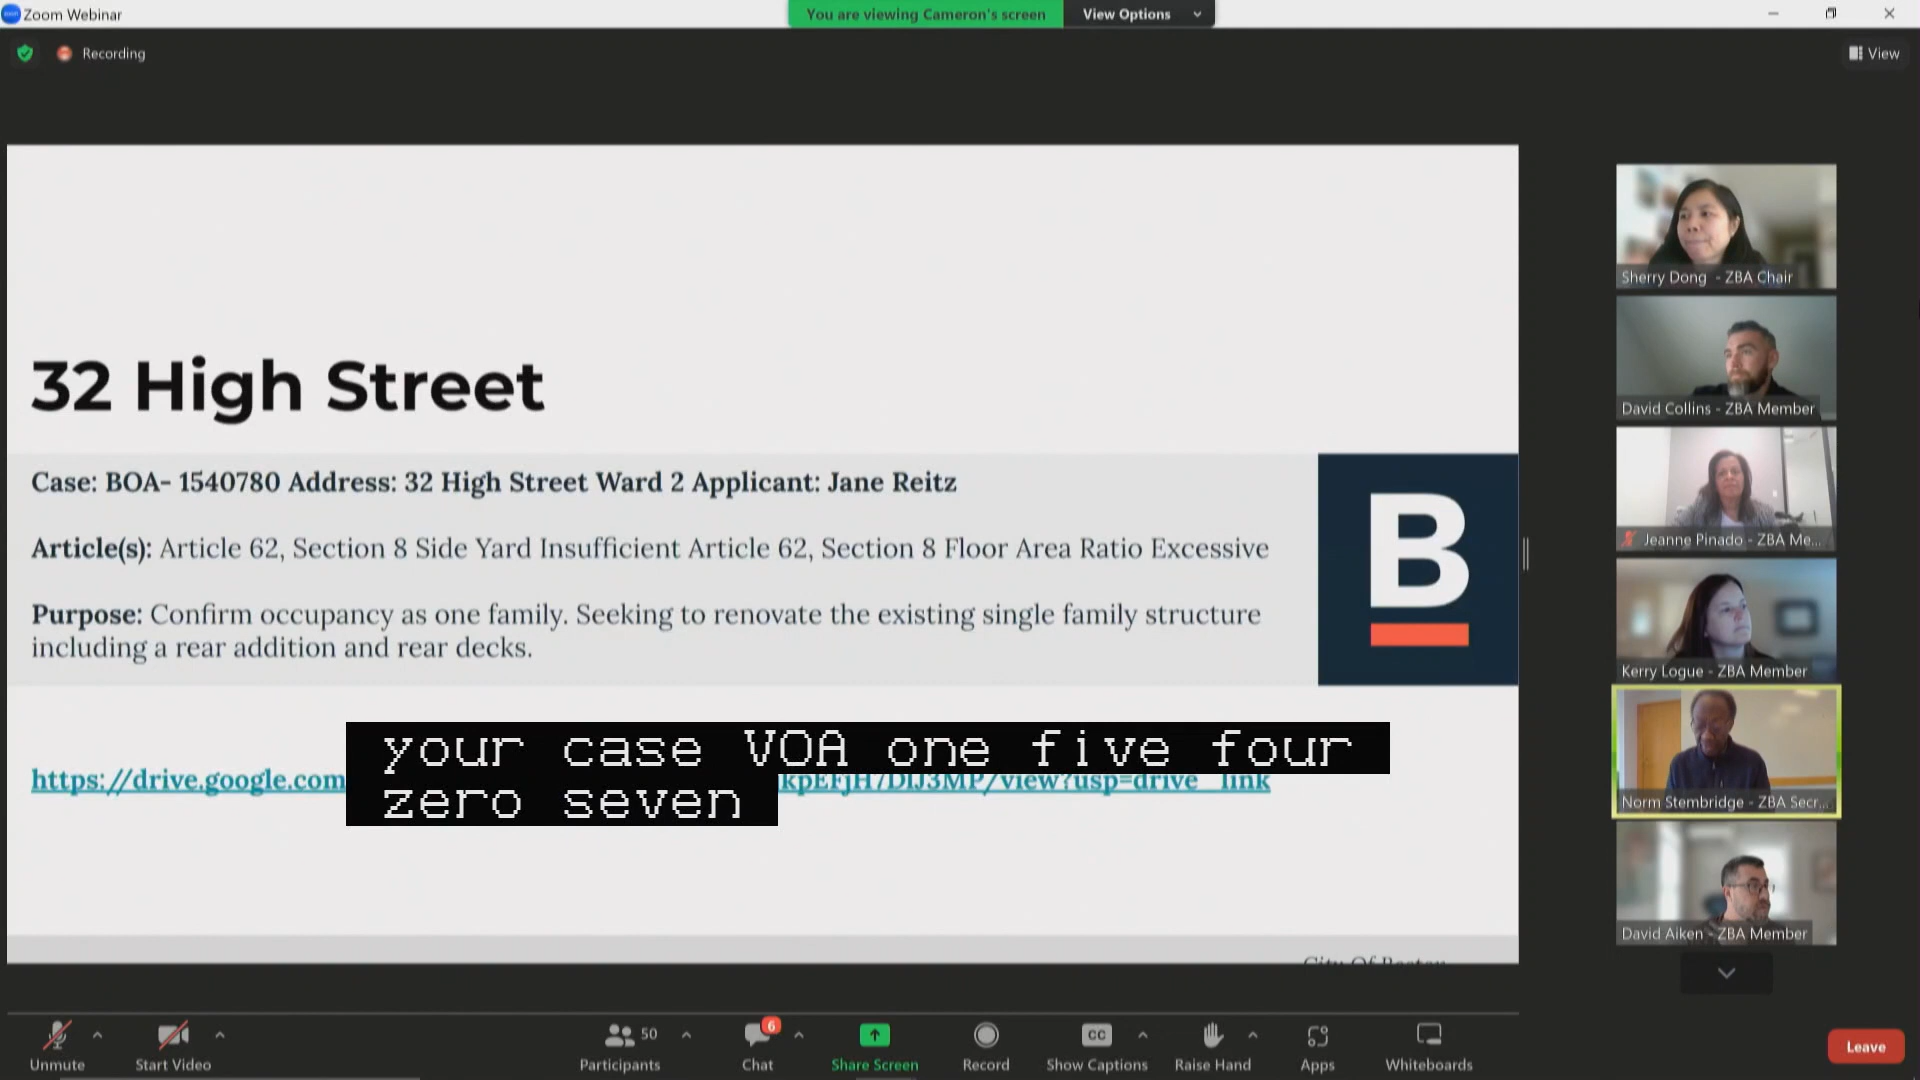 Zoom Webinar
You are viewing Cameron's screen
View Options
Recording
View
32 High Street
Case: BOA- 1540780 Address: 32 High Street Ward 2 Applicant: Jane Reitz
Article(s): Article 62, Section 8 Side Yard Insufficient Article 62, Section 8 Floor Area Ratio Excessive
Purpose: Confirm occupancy as one family. Seeking to renovate the existing single family structure
including a rear addition and rear decks.
B
your case VOA one five four
zero seven
https://drive.google.com kpEFjH7DIJ3MP/view?usp=drive_link
City Of Boston
Sherry Dong - ZBA Chair
David Collins - ZBA Member
Jeanne Pinado - ZBA Me...
Kerry Logue - ZBA Member
Norm Stembridge - ZBA Secr...
David Aiken - ZBA Member
Unmute
Start Video
50
Participants
6
Chat
Share Screen
Record
CC
Show Captions
Raise Hand
Apps
Whiteboards
Leave